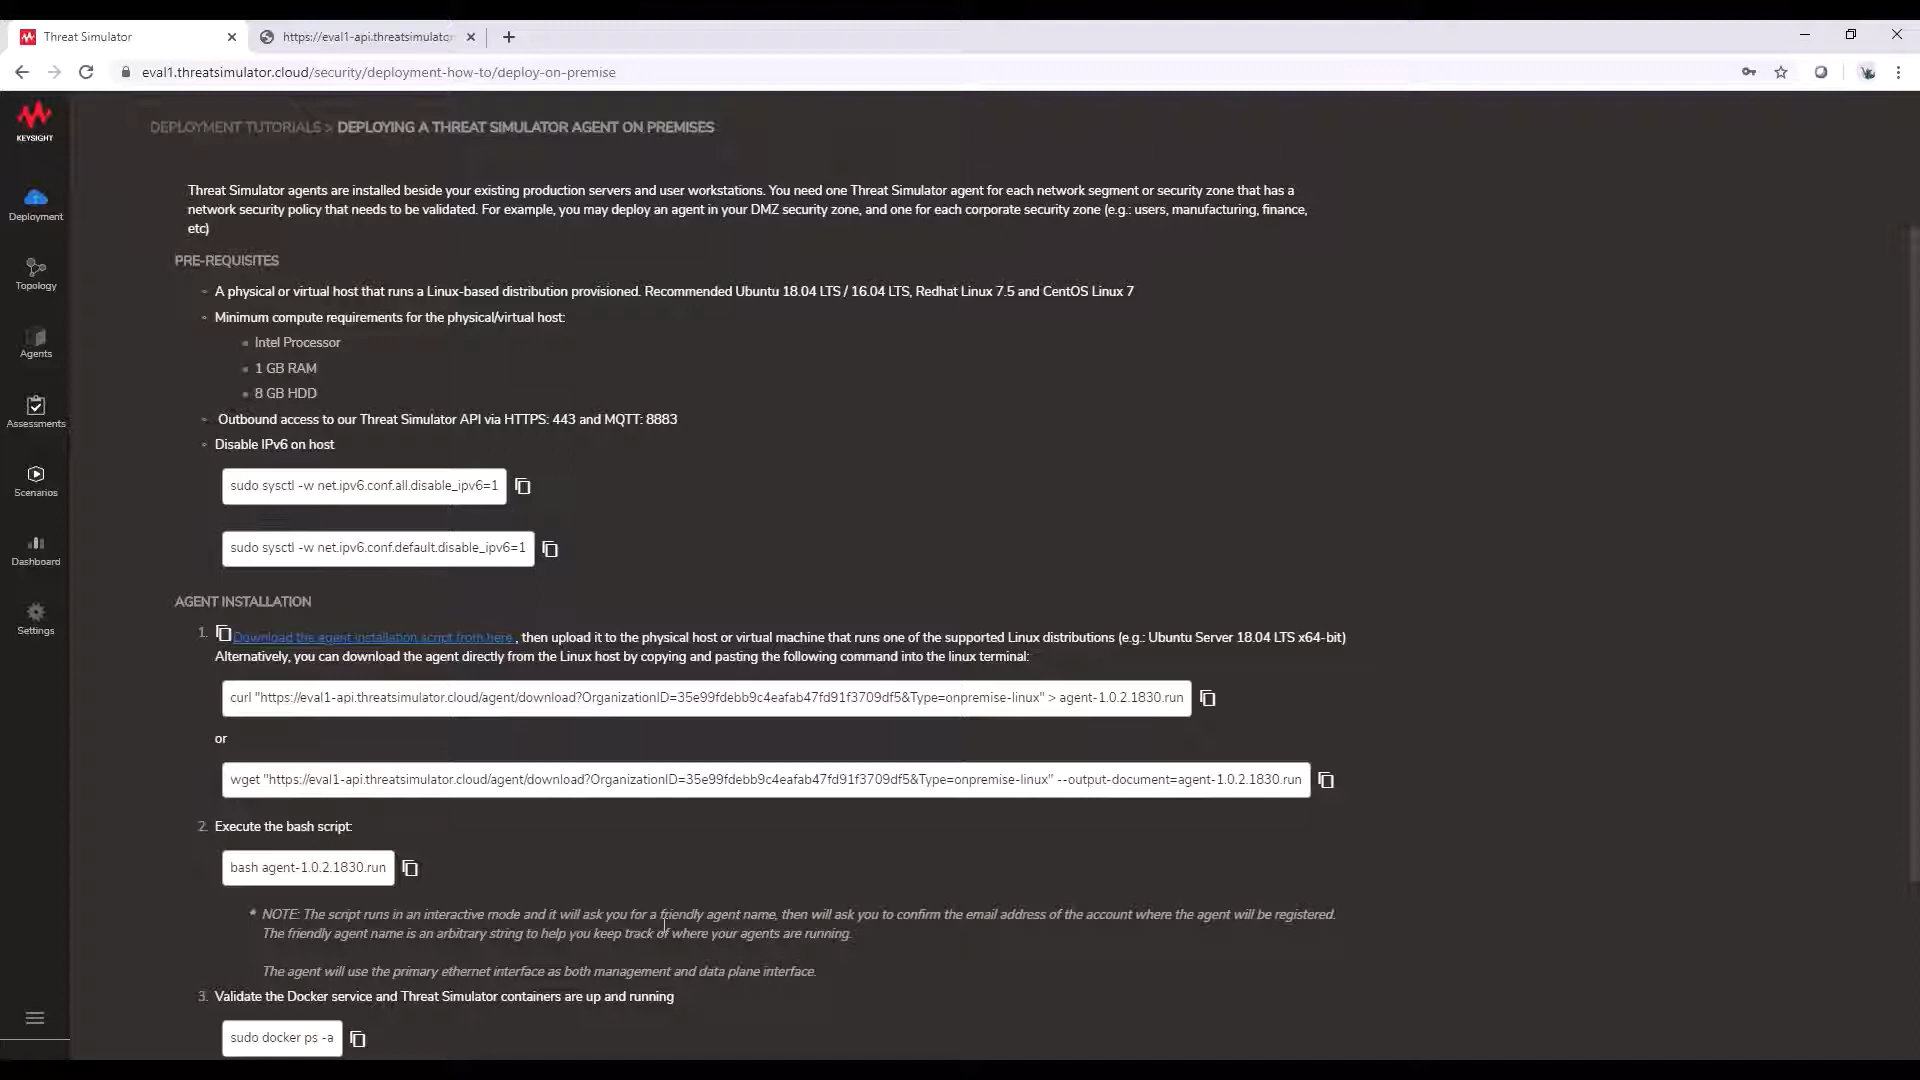 Threat Simulator
https://eval1-api.threatsimulator
eval1.threatsimulator.cloud/security/deployment-how-to/deploy-on-premise
KEYSIGHT
Deployment
Topology
Agents
Assessments
Scenarios
Dashboard
Settings
DEPLOYMENT TUTORIALS > DEPLOYING A THREAT SIMULATOR AGENT ON PREMISES
Threat Simulator agents are installed beside your existing production servers and user workstations. You need one Threat Simulator agent for each network segment or security zone that has a
network security policy that needs to be validated. For example, you may deploy an agent in your DMZ security zone, and one for each corporate security zone (e.g.: users, manufacturing, finance,
etc)
PRE-REQUISITES
A physical or virtual host that runs a Linux-based distribution provisioned. Recommended Ubuntu 18.04 LTS / 16.04 LTS, Redhat Linux 7.5 and CentOS Linux 7
Minimum compute requirements for the physical/virtual host:
Intel Processor
1 GB RAM
8 GB HDD
Outbound access to our Threat Simulator API via HTTPS: 443 and MQTT: 8883
Disable IPv6 on host
sudo sysctl -w net.ipv6.conf.all.disable_ipv6=1
sudo sysctl -w net.ipv6.conf.default.disable_ipv6=1
AGENT INSTALLATION
1. Download the agent installation script from here , then upload it to the physical host or virtual machine that runs one of the supported Linux distributions (e.g.: Ubuntu Server 18.04 LTS x64-bit)
Alternatively, you can download the agent directly from the Linux host by copying and pasting the following command into the linux terminal:
curl "https://eval1-api.threatsimulator.cloud/agent/download?OrganizationID=35e99fdebb9c4eafab47fd91f3709df5&Type=onpremise-linux" > agent-1.0.2.1830.run
or
wget "https://eval1-api.threatsimulator.cloud/agent/download?OrganizationID=35e99fdebb9c4eafab47fd91f3709df5&Type=onpremise-linux" --output-document=agent-1.0.2.1830.run
2. Execute the bash script:
bash agent-1.0.2.1830.run
* NOTE: The script runs in an interactive mode and it will ask you for a friendly agent name, then will ask you to confirm the email address of the account where the agent will be registered.
The friendly agent name is an arbitrary string to help you keep track of where your agents are running.
The agent will use the primary ethernet interface as both management and data plane interface.
3. Validate the Docker service and Threat Simulator containers are up and running
sudo docker ps -a